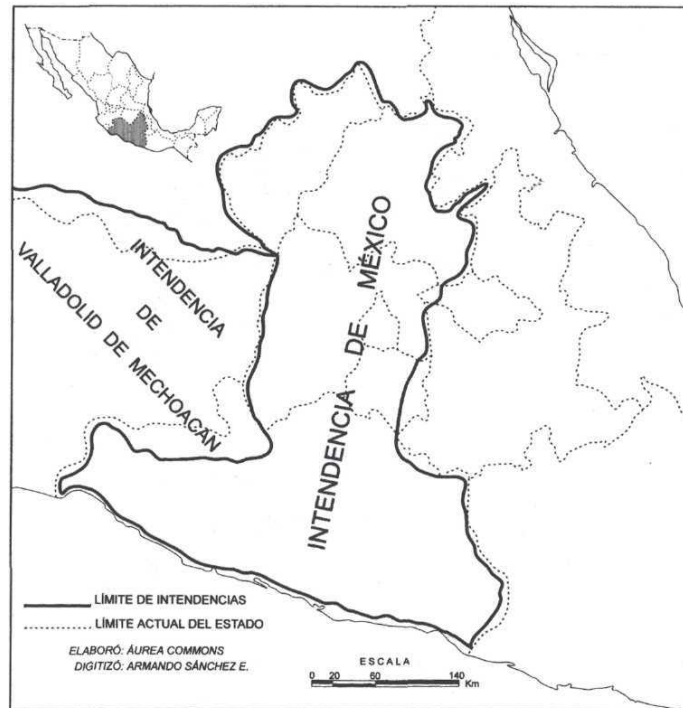 INTENDENCIA
DE
VALLADOLID DE MECHOACÁN
INTENDENCIA DE MÉXICO
LÍMITE DE INTENDENCIAS
LÍMITE ACTUAL DEL ESTADO
ELABORÓ: ÁUREA COMMONS
DIGITIZÓ: ARMANDO SÁNCHEZ E.
ESCALA
0 20 60 140
Km